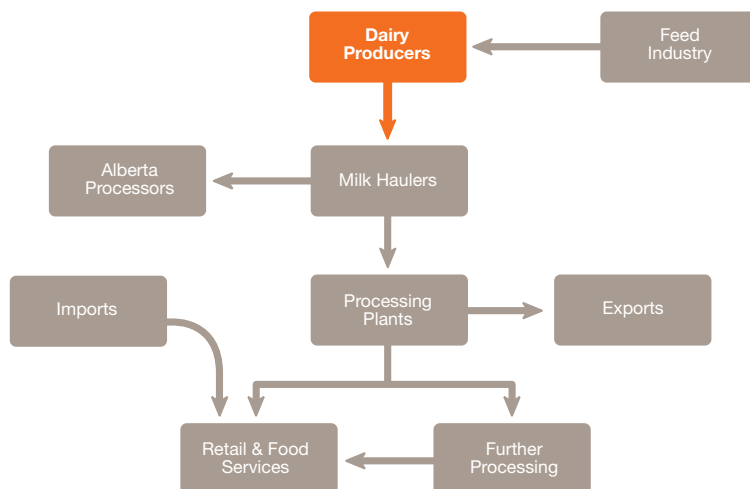 Dairy
Producers
Feed
Industry
Alberta
Processors
Milk Haulers
Imports
Processing
Plants
Exports
Retail & Food
Services
Further
Processing